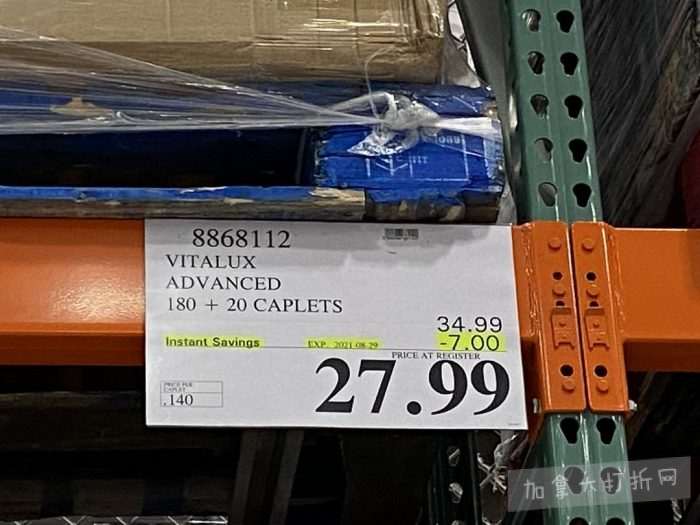 8868112
VITALUX
ADVANCED
180 + 20 CAPLETS
34.99
Instant Savings EXP. 2021-08-29 -7.00
PRICE AT REGISTER
27.99
PRICE PER
CAPLET
.140
加拿大打折网